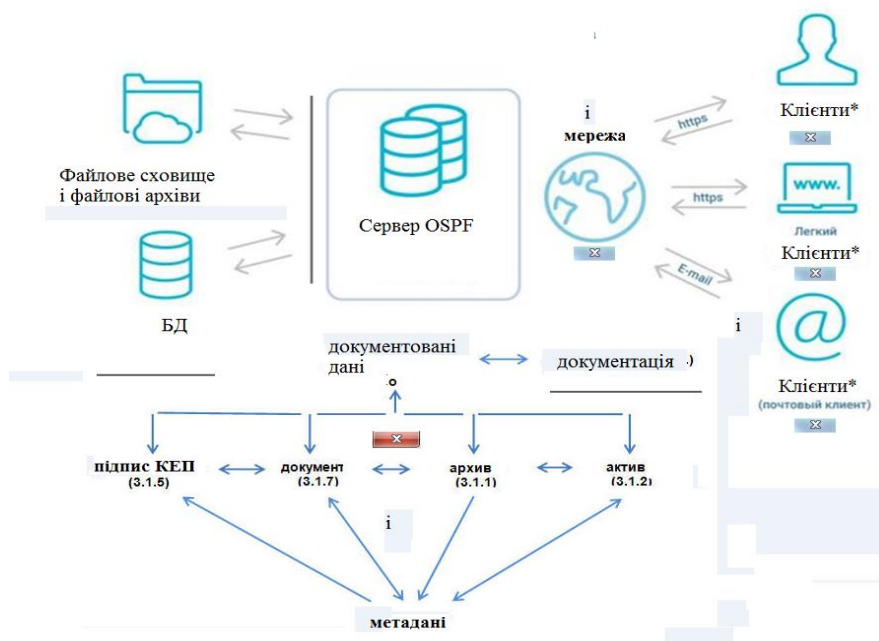 і
мережа
https
Клієнти*
Файлове сховище
і файлові архіви
Сервер OSPF
https
www.
Легкий
Клієнти*
E-mail
БД
і
Клієнти*
(почтовый клиент)
документовані
дані
документація .)
о
підпис КЕП
(3.1.5)
документ
(3.1.7)
архив
(3.1.1)
актив
(3.1.2)
і
метадані